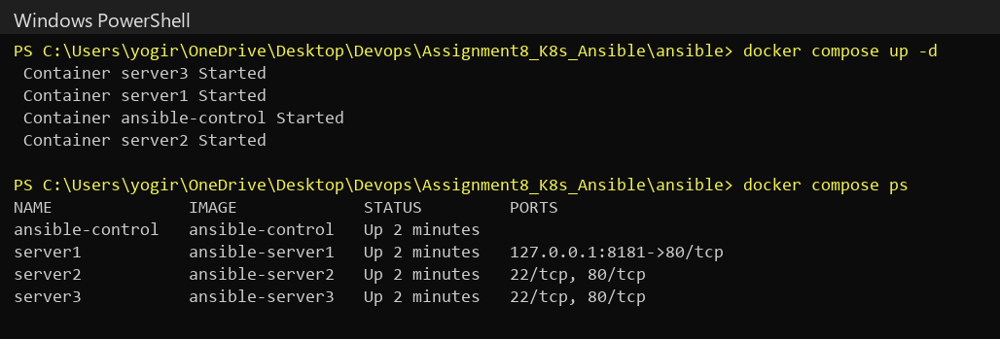 Windows PowerShell
PS C:\Users\yogir\OneDrive\Desktop\Devops\Assignment8_K8s_Ansible\ansible> docker compose up -d
Container server3 Started
Container server1 Started
Container ansible-control Started
Container server2 Started
PS C:\Users\yogir\OneDrive\Desktop\Devops\Assignment8_K8s_Ansible\ansible> docker compose ps
NAME IMAGE STATUS PORTS
ansible-control ansible-control Up 2 minutes
server1 ansible-server1 Up 2 minutes 127.0.0.1:8181->80/tcp
server2 ansible-server2 Up 2 minutes 22/tcp, 80/tcp
server3 ansible-server3 Up 2 minutes 22/tcp, 80/tcp